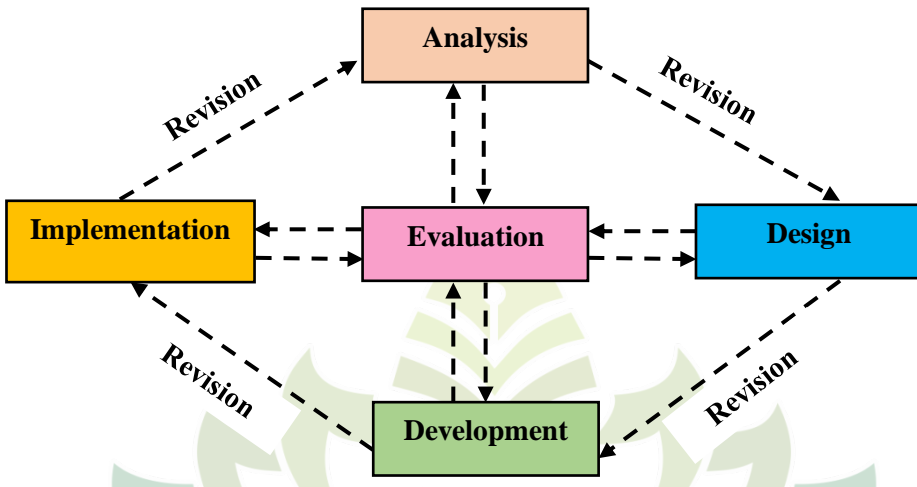 Analysis
Revision
Revision
Implementation
Evaluation
Design
Revision
Revision
Development